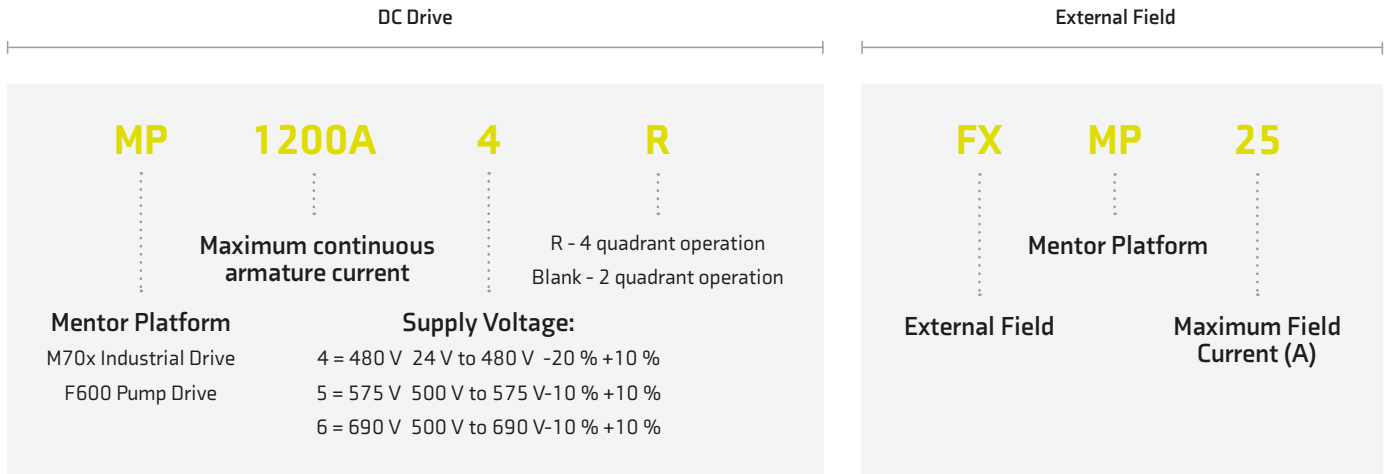 DC Drive
External Field
MP 1200A 4 R
Maximum continuous
armature current
R - 4 quadrant operation
Blank - 2 quadrant operation
Mentor Platform
M70x Industrial Drive
F600 Pump Drive
Supply Voltage:
4 = 480 V 24 V to 480 V -20 % +10 %
5 = 575 V 500 V to 575 V-10 % +10 %
6 = 690 V 500 V to 690 V-10 % +10 %
FX MP 25
Mentor Platform
External Field
Maximum Field
Current (A)